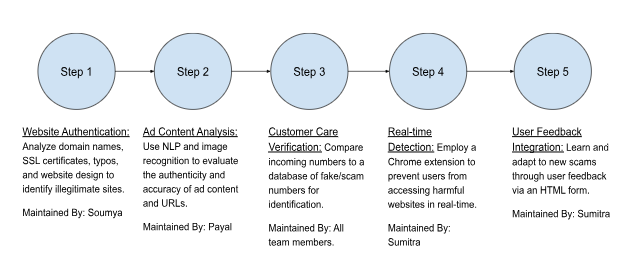 Step 1
Step 2
Step 3
Step 4
Step 5
Website Authentication:
Analyze domain names,
SSL certificates, typos,
and website design to
identify illegitimate sites.
Maintained By: Soumya
Ad Content Analysis:
Use NLP and image
recognition to evaluate
the authenticity and
accuracy of ad content
and URLs.
Maintained By: Payal
Customer Care
Verification: Compare
incoming numbers to a
database of fake/scam
numbers for
identification.
Maintained By: All
team members.
Real-time
Detection: Employ a
Chrome extension to
prevent users from
accessing harmful
websites in real-time.
Maintained By:
Sumitra
User Feedback
Integration: Learn and
adapt to new scams
through user feedback
via an HTML form.
Maintained By: Sumitra